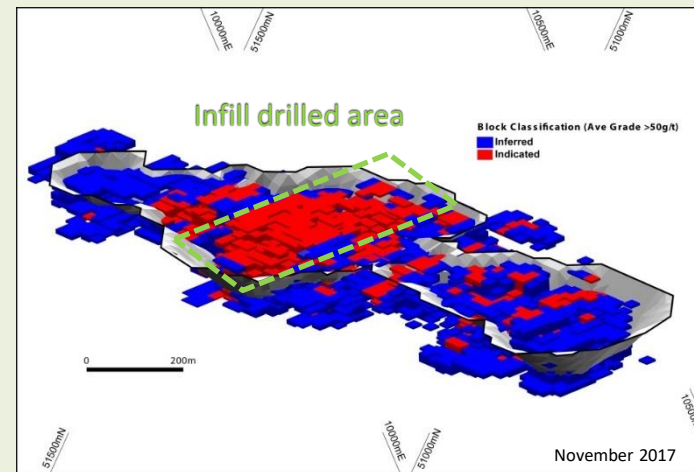 10000mE
51500mN
10500mE
51000mN
Infill drilled area
Block Classification (Ave Grade >50g/t)
Inferred
Indicated
0 200m
51500mN
10000mE
51000mN
November 2017